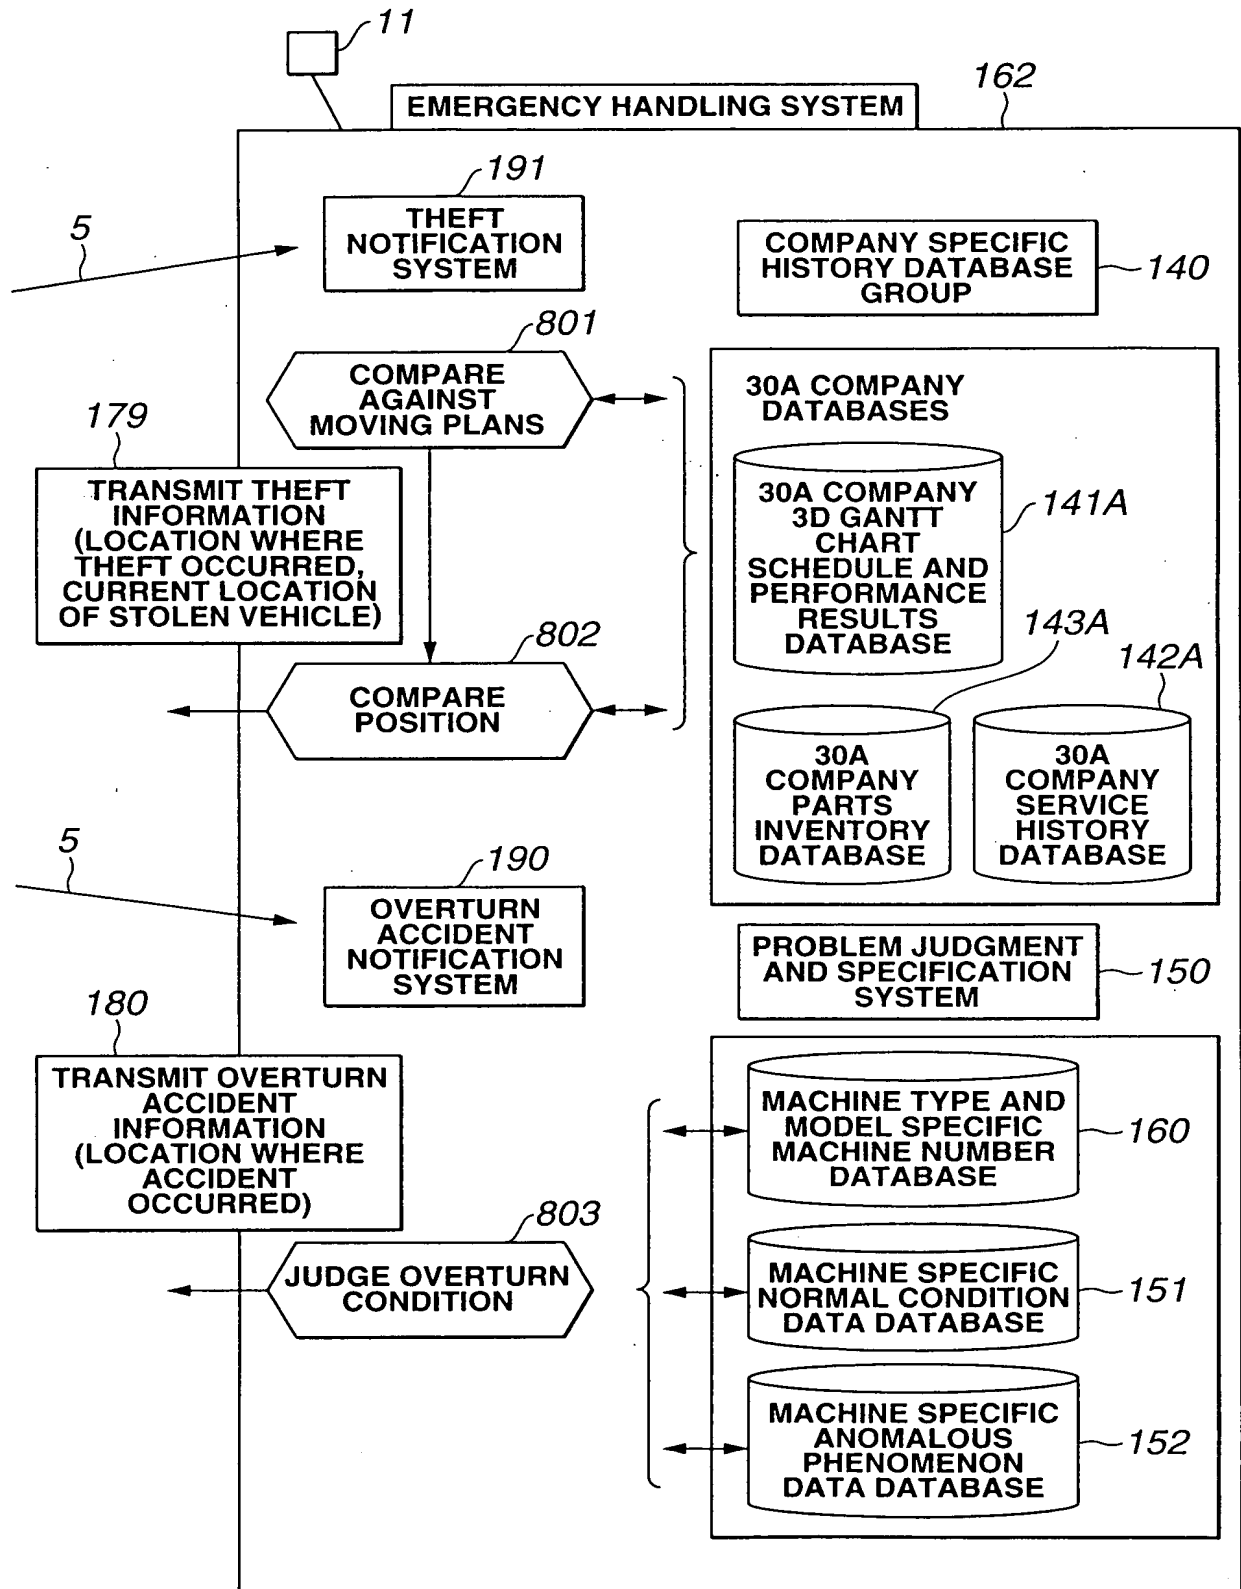 11
EMERGENCY HANDLING SYSTEM
162
191
THEFT
NOTIFICATION
SYSTEM
5
COMPANY SPECIFIC
HISTORY DATABASE
GROUP
140
801
COMPARE
AGAINST
MOVING PLANS
30A COMPANY
DATABASES
179
TRANSMIT THEFT
INFORMATION
(LOCATION WHERE
THEFT OCCURRED,
CURRENT LOCATION
OF STOLEN VEHICLE)
30A COMPANY
3D GANTT
CHART
SCHEDULE AND
PERFORMANCE
RESULTS
DATABASE
141A
802
COMPARE
POSITION
143A
142A
30A
COMPANY
PARTS
INVENTORY
DATABASE
30A
COMPANY
SERVICE
HISTORY
DATABASE
5
190
OVERTURN
ACCIDENT
NOTIFICATION
SYSTEM
PROBLEM JUDGMENT
AND SPECIFICATION
SYSTEM
150
180
TRANSMIT OVERTURN
ACCIDENT
INFORMATION
(LOCATION WHERE
ACCIDENT
OCCURRED)
MACHINE TYPE AND
MODEL SPECIFIC
MACHINE NUMBER
DATABASE
160
803
JUDGE OVERTURN
CONDITION
MACHINE SPECIFIC
NORMAL CONDITION
DATA DATABASE
151
MACHINE SPECIFIC
ANOMALOUS
PHENOMENON
DATA DATABASE
152